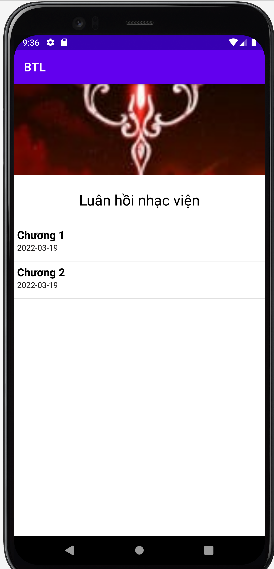 9:36
BTL
Luân hồi nhạc viện
Chương 1
2022-03-19
Chương 2
2022-03-19